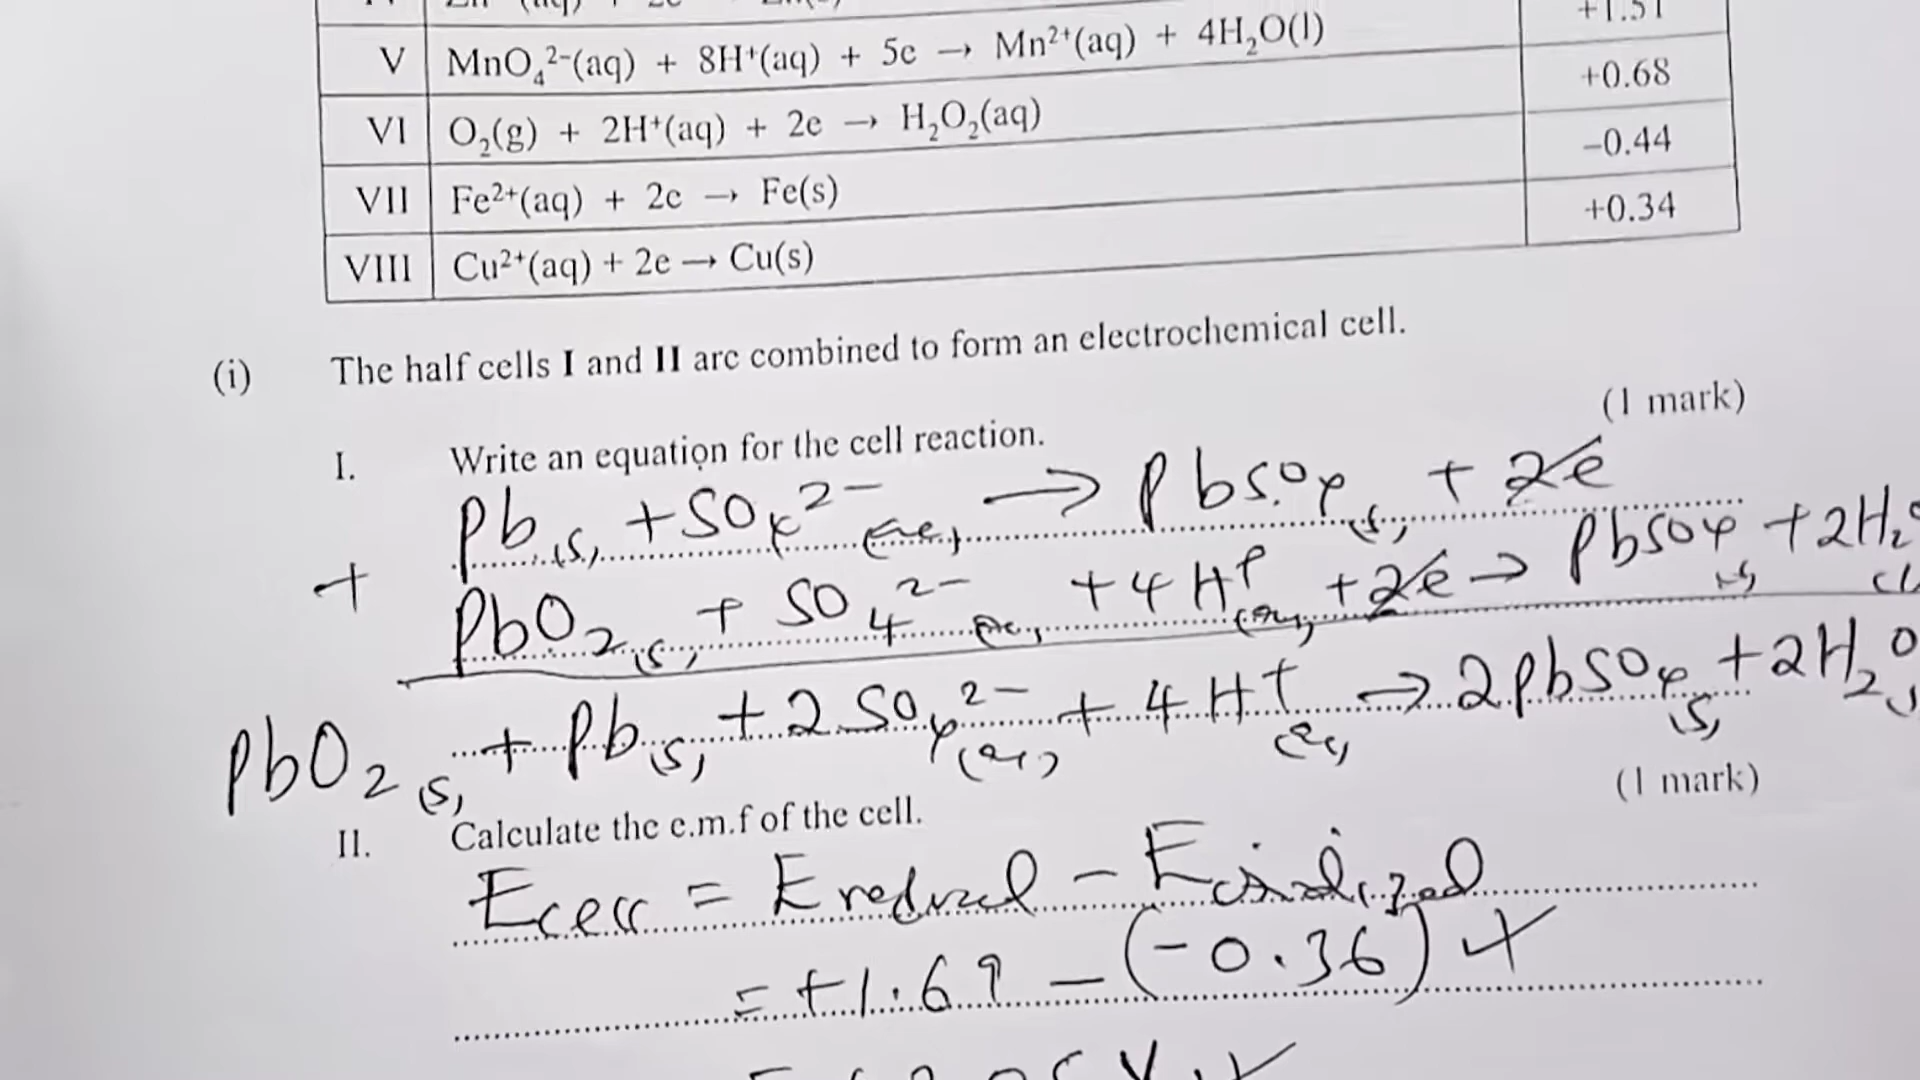 +1.51
V MnO₄²⁻(aq) + 8H⁺(aq) + 5e → Mn²⁺(aq) + 4H₂O(l)
+0.68
VI O₂(g) + 2H⁺(aq) + 2e → H₂O₂(aq)
–0.44
VII Fe²⁺(aq) + 2e → Fe(s)
+0.34
VIII Cu²⁺(aq) + 2e → Cu(s)
(i) The half cells I and II are combined to form an electrochemical cell.
I. Write an equation for the cell reaction. (1 mark)
Pb(s) + SO₄²⁻(aq) → PbSO₄(s) + 2e
+ PbO₂(s) + SO₄²⁻(aq) + 4H⁺(aq) + 2e → PbSO₄(s) + 2H₂O(l
PbO₂(s) + Pb(s) + 2SO₄²⁻(aq) + 4H⁺(aq) → 2PbSO₄(s) + 2H₂O
II. Calculate the e.m.f of the cell. (1 mark)
Ecell = Ereduced – Eoxidized
= +1.69 – (–0.36)